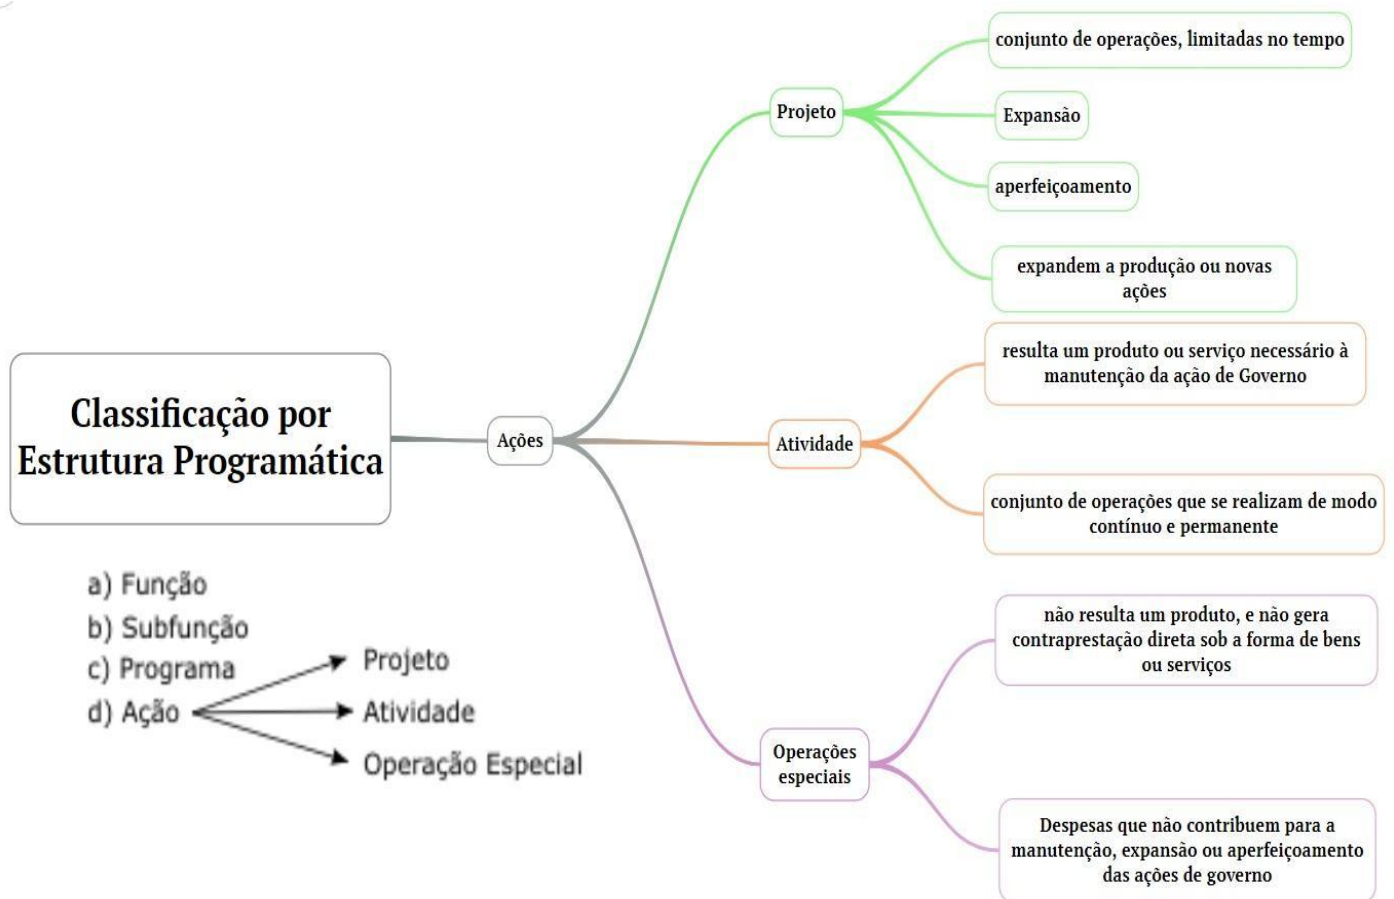 Classificação por
Estrutura Programática
Ações
Projeto
conjunto de operações, limitadas no tempo
Expansão
aperfeiçoamento
expandem a produção ou novas
ações
Atividade
resulta um produto ou serviço necessário à
manutenção da ação de Governo
conjunto de operações que se realizam de modo
contínuo e permanente
Operações
especiais
não resulta um produto, e não gera
contraprestação direta sob a forma de bens
ou serviços
Despesas que não contribuem para a
manutenção, expansão ou aperfeiçoamento
das ações de governo
a) Função
b) Subfunção
c) Programa
d) Ação
Projeto
Atividade
Operação Especial